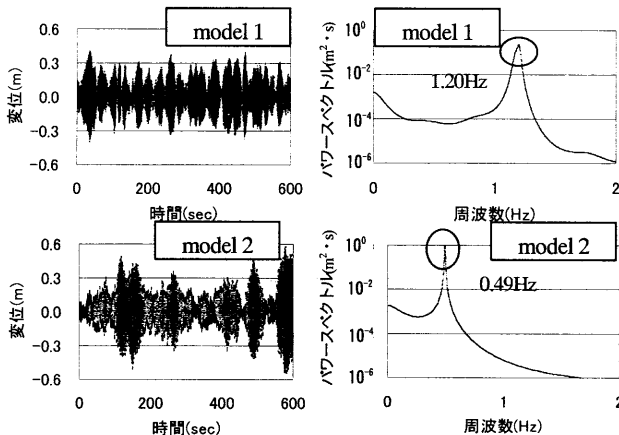 model 1
変位(m)
0.6
0.3
0.0
-0.3
-0.6
0 200 400 600
時間(sec)
model 1
パワースペクトル(m²・s)
10⁰
10⁻²
10⁻⁴
10⁻⁶
1.20Hz
0 1 2
周波数(Hz)
model 2
変位(m)
0.6
0.3
0.0
-0.3
-0.6
0 200 400 600
時間(sec)
model 2
パワースペクトル(m²・s)
10⁰
10⁻²
10⁻⁴
10⁻⁶
0.49Hz
0 1 2
周波数(Hz)